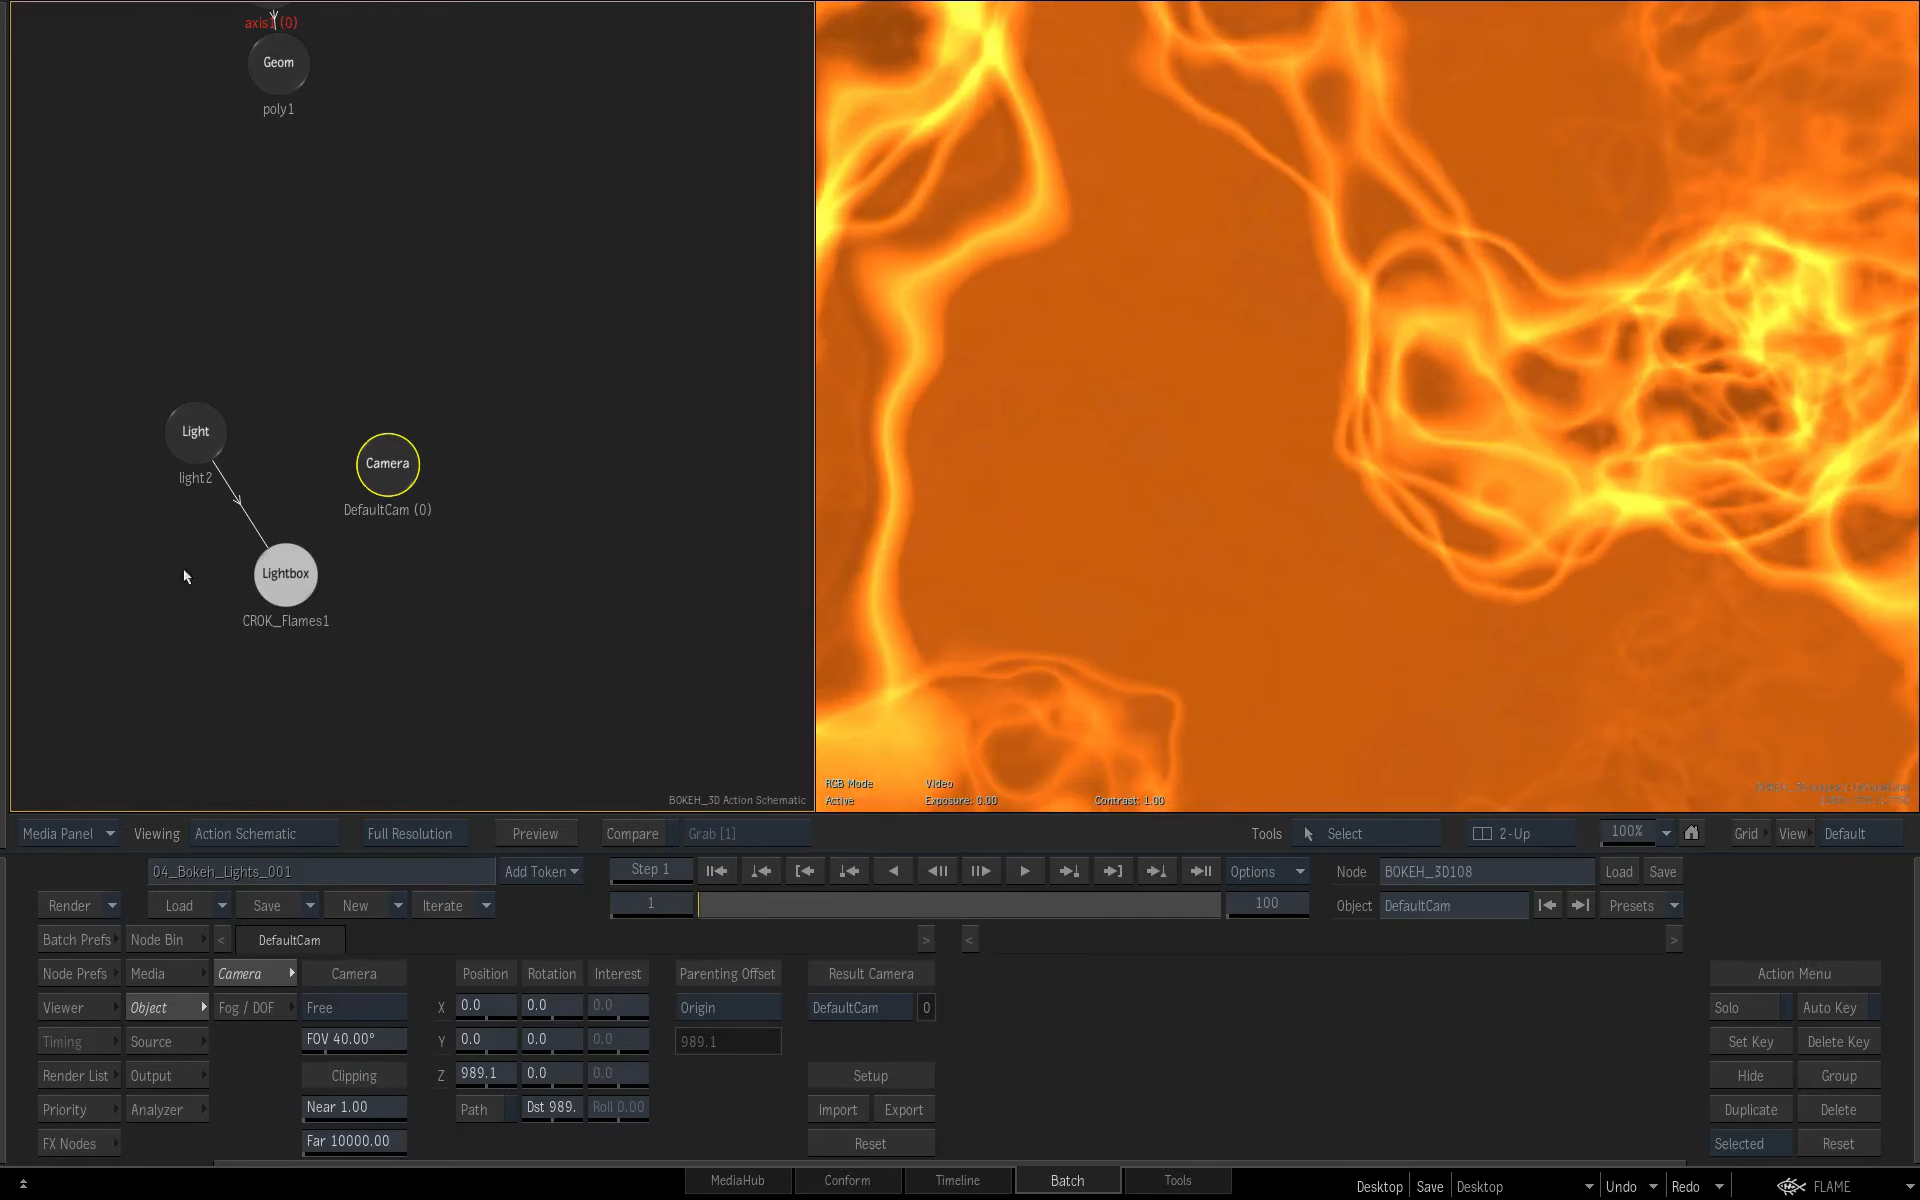 axis1 (0)
Geom
poly1
Light
light2
Camera
DefaultCam (0)
Lightbox
CROK_Flames1
BOKEH_3D Action Schematic
RGB Mode
Video
Active
Exposure: 0.00
Contrast: 1.00
Media Panel
Viewing
Action Schematic
Full Resolution
Preview
Compare
Grab [1]
Tools
Select
2-Up
100%
Grid
View
Default
04_Bokeh_Lights_001
Add Token
Step 1
Options
Node
BOKEH_3D108
Load
Save
Render
Load
Save
New
Iterate
1
100
Object
DefaultCam
Presets
Batch Prefs
Node Bin
<
DefaultCam
>
<
>
Node Prefs
Media
Camera
Camera
Position
Rotation
Interest
Parenting Offset
Result Camera
Action Menu
Viewer
Object
Fog / DOF
Free
X
0.0
0.0
0.0
Origin
DefaultCam
0
Solo
Auto Key
Timing
Source
FOV 40.00°
Y
0.0
0.0
0.0
989.1
Set Key
Delete Key
Render List
Output
Clipping
Z
989.1
0.0
0.0
Setup
Hide
Group
Priority
Analyzer
Near 1.00
Path
Dst 989.
Roll 0.00
Import
Export
Duplicate
Delete
FX Nodes
Far 10000.00
Reset
Selected
Reset
MediaHub
Conform
Timeline
Batch
Tools
Desktop
Save
Desktop
Undo
Redo
FLAME